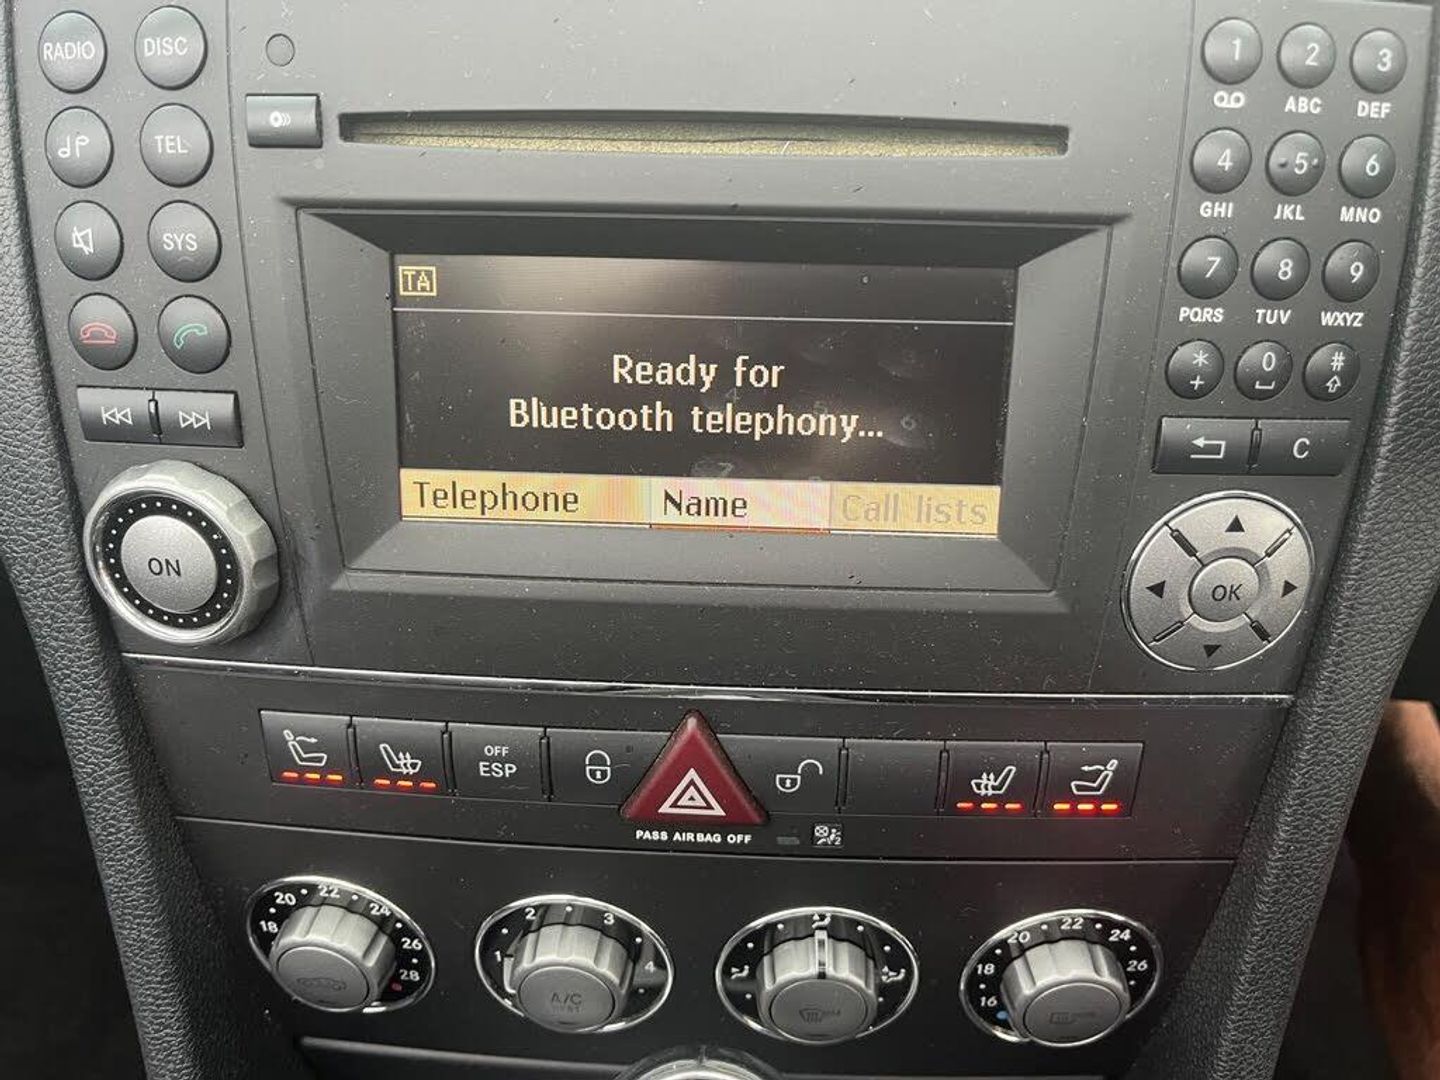 RADIO DISC
TEL
SYS
ON
TA
Ready for
Bluetooth telephony...
Telephone Name Call lists
1 2 3
ABC DEF
4 5 6
GHI JKL MNO
7 8 9
PQRS TUV WXYZ
* 0 #
+
C
OK
OFF
ESP
PASS AIRBAG OFF
18 20 22 24 26 28
1 2 3 4
A/C
16 18 20 22 24 26